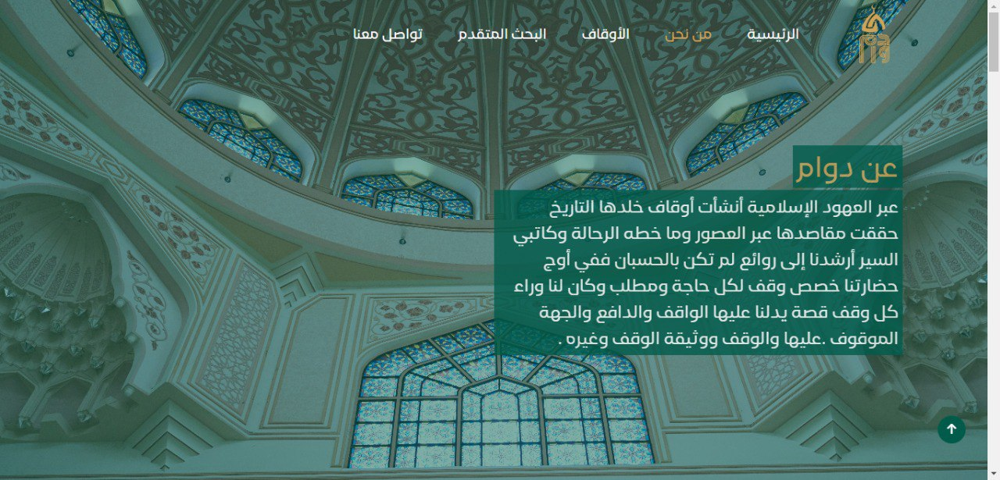 الرئيسية
من نحن
الأوقاف
البحث المتقدم
تواصل معنا
دوام
عن دوام
عبر العهود الإسلامية أنشأت أوقاف خلدها التاريخ
حققت مقاصدها عبر العصور وما خطه الرحالة وكاتبي
السير أرشدنا إلى روائع لم تكن بالحسبان ففي أوج
حضارتنا خصص وقف لكل حاجة ومطلب وكان لنا وراء
كل وقف قصة يدلنا عليها الواقف والدافع والجهة
الموقوف .عليها والوقف ووثيقة الوقف وغيره .